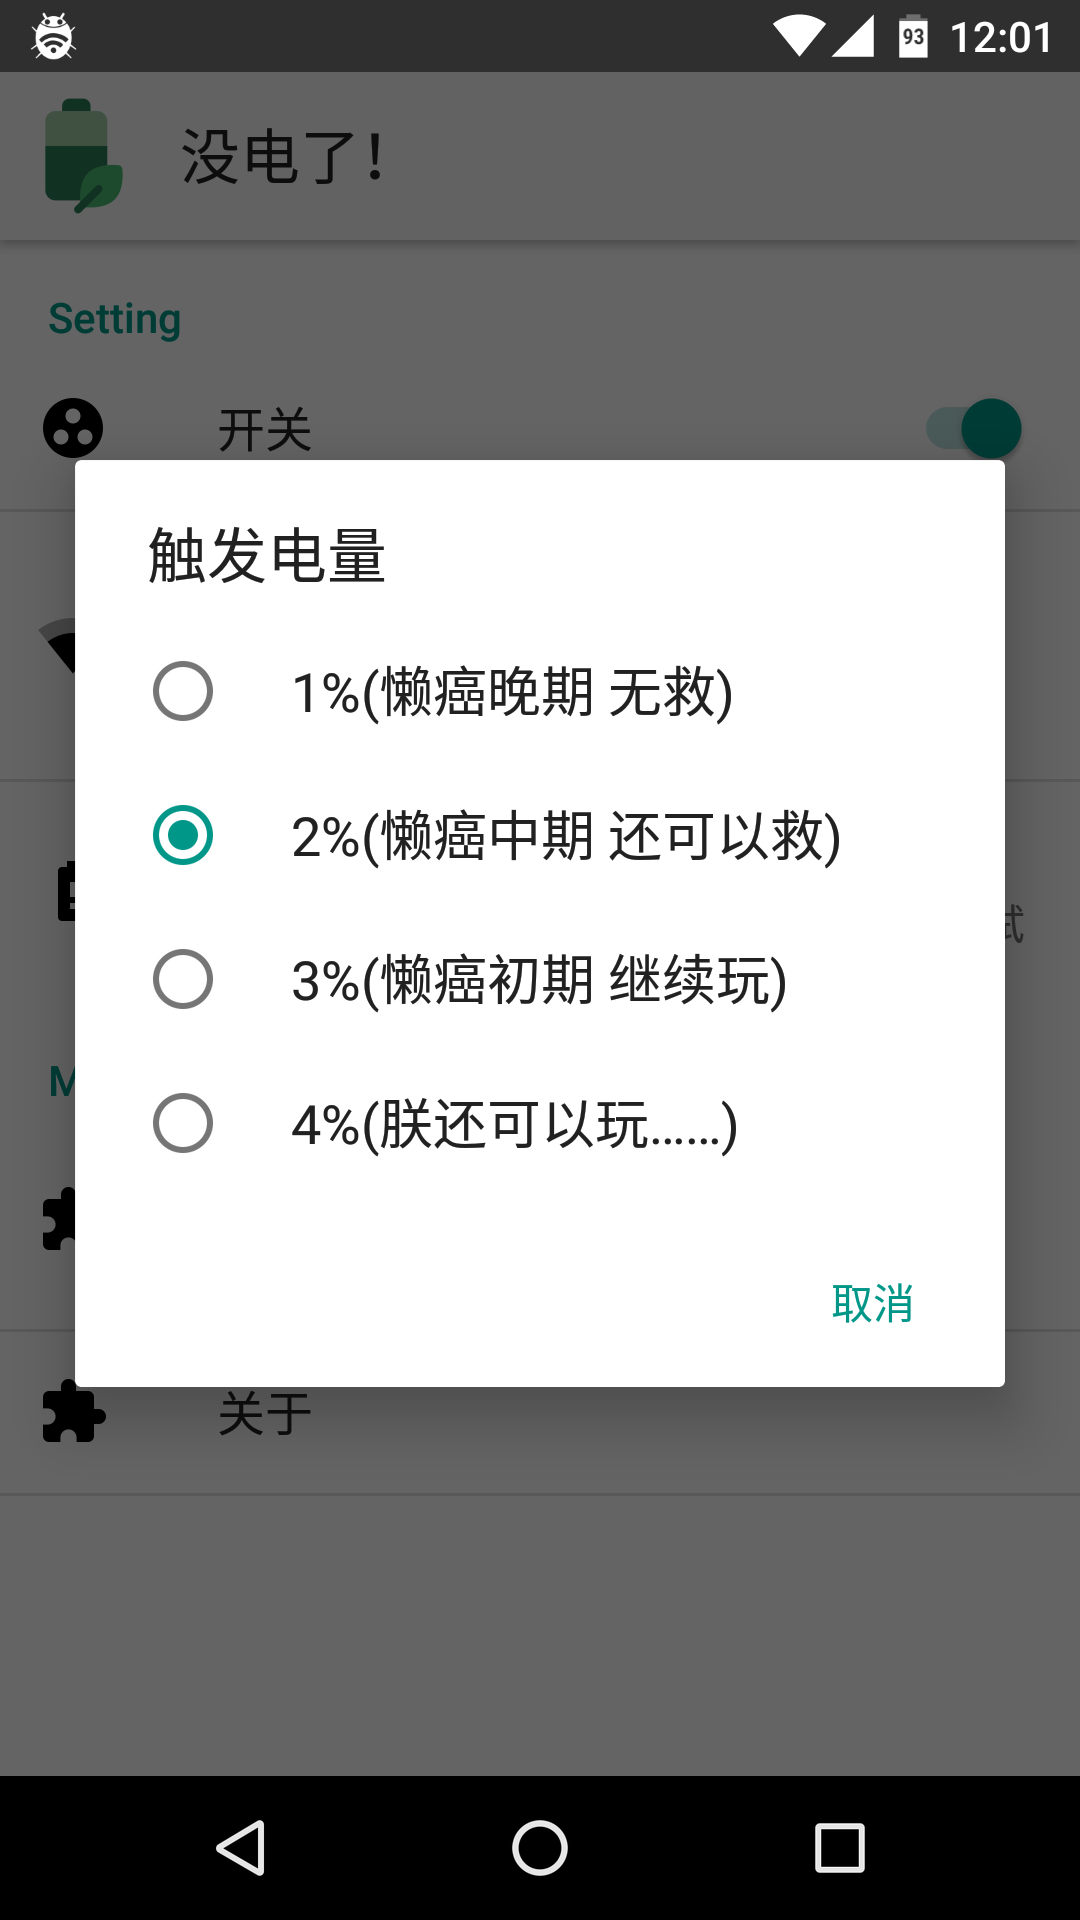 93 12:01
没电了！
Setting
开关
触发电量
1%(懒癌晚期 无救)
2%(懒癌中期 还可以救)
试
3%(懒癌初期 继续玩)
M
4%(朕还可以玩……)
取消
关于